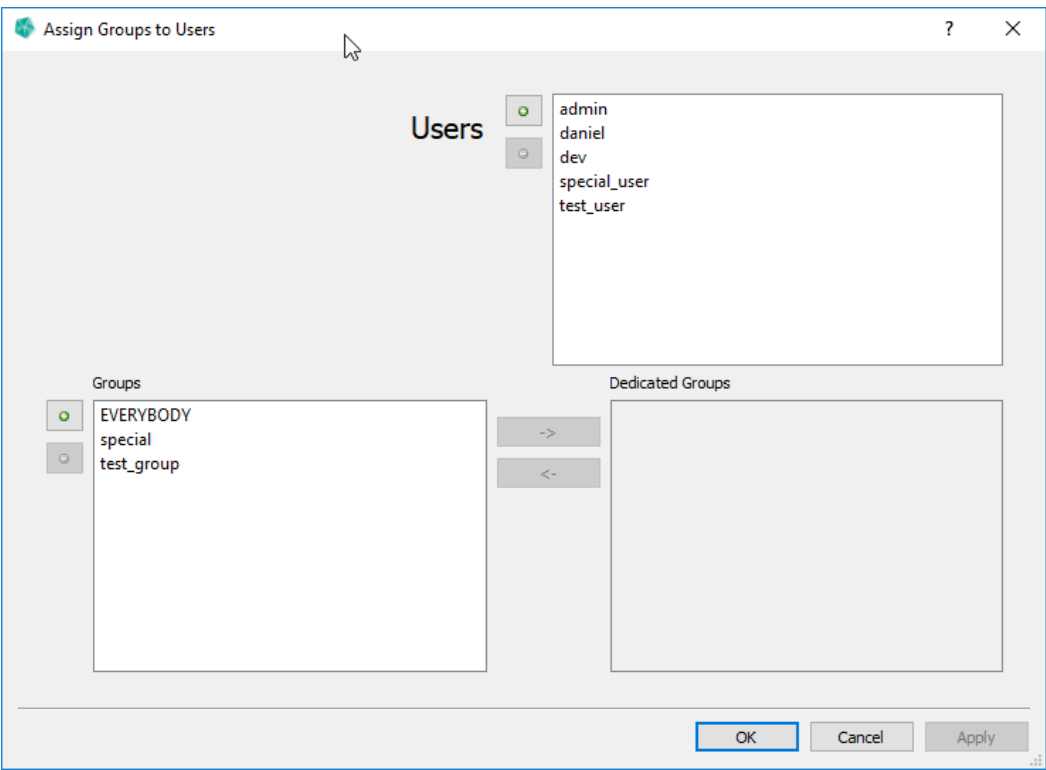 Assign Groups to Users
?
Users
admin
daniel
dev
special_user
test_user
Groups
EVERYBODY
special
test_group
->
<-
Dedicated Groups
OK
Cancel
Apply